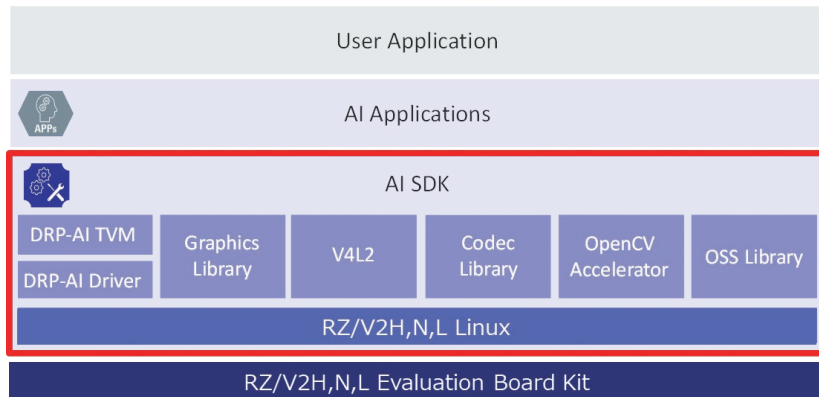 User Application
APPs
AI Applications
AI SDK
DRP-AI TVM
DRP-AI Driver
Graphics
Library
V4L2
Codec
Library
OpenCV
Accelerator
OSS Library
RZ/V2H,N,L Linux
RZ/V2H,N,L Evaluation Board Kit